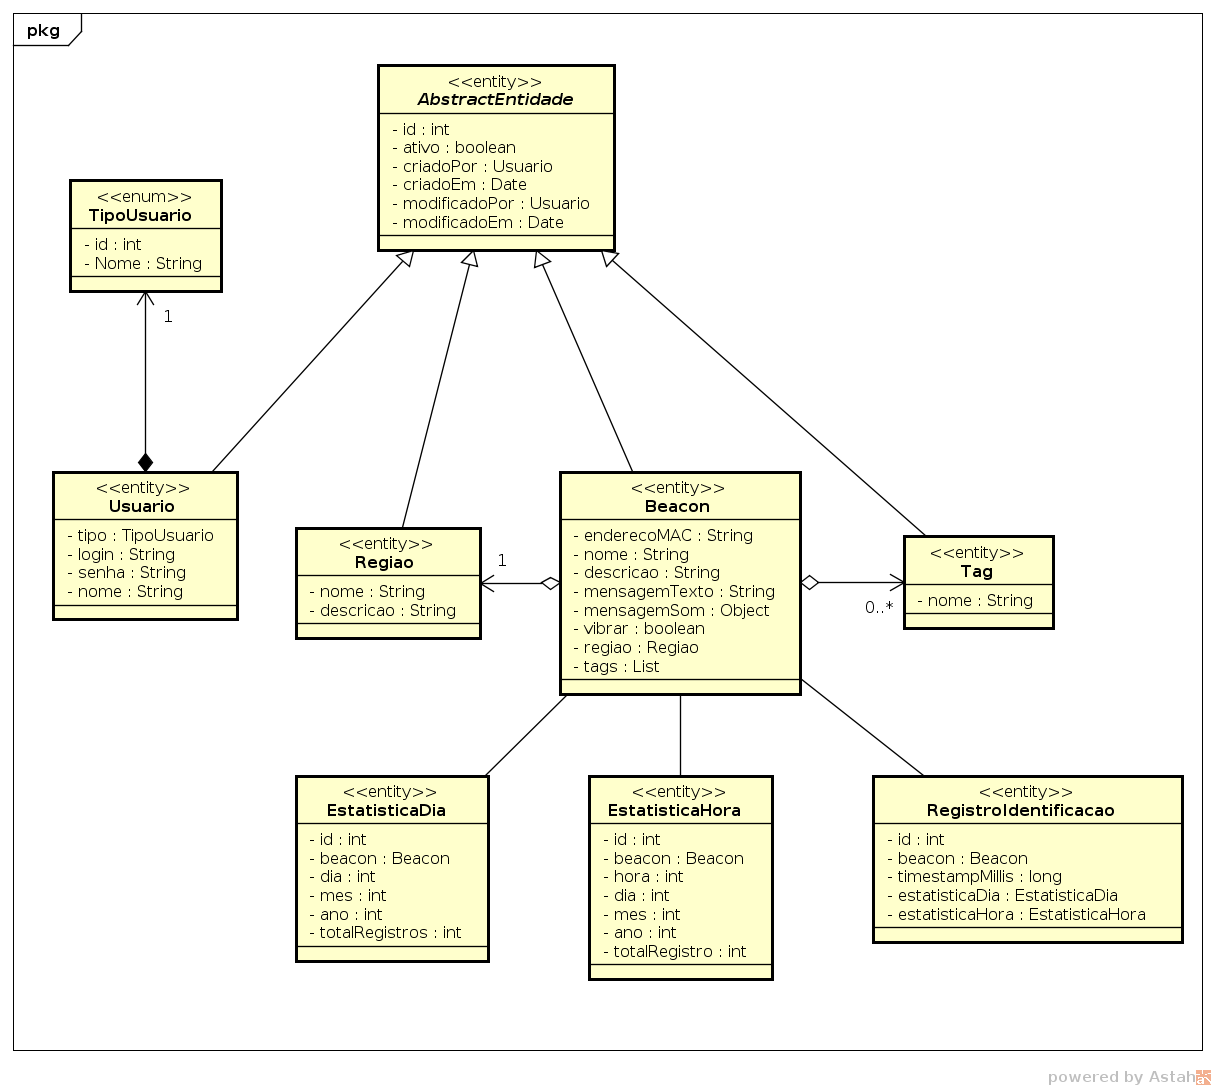 pkg
<<entity>>
AbstractEntidade
- id : int
- ativo : boolean
- criadoPor : Usuario
- criadoEm : Date
- modificadoPor : Usuario
- modificadoEm : Date
<<enum>>
TipoUsuario
- id : int
- Nome : String
1
<<entity>>
Usuario
- tipo : TipoUsuario
- login : String
- senha : String
- nome : String
<<entity>>
Regiao
- nome : String
- descricao : String
1
<<entity>>
Beacon
- enderecoMAC : String
- nome : String
- descricao : String
- mensagemTexto : String
- mensagemSom : Object
- vibrar : boolean
- regiao : Regiao
- tags : List
0..*
<<entity>>
Tag
- nome : String
<<entity>>
EstatisticaDia
- id : int
- beacon : Beacon
- dia : int
- mes : int
- ano : int
- totalRegistros : int
<<entity>>
EstatisticaHora
- id : int
- beacon : Beacon
- hora : int
- dia : int
- mes : int
- ano : int
- totalRegistro : int
<<entity>>
RegistroIdentificacao
- id : int
- beacon : Beacon
- timestampMillis : long
- estatisticaDia : EstatisticaDia
- estatisticaHora : EstatisticaHora
powered by Astah